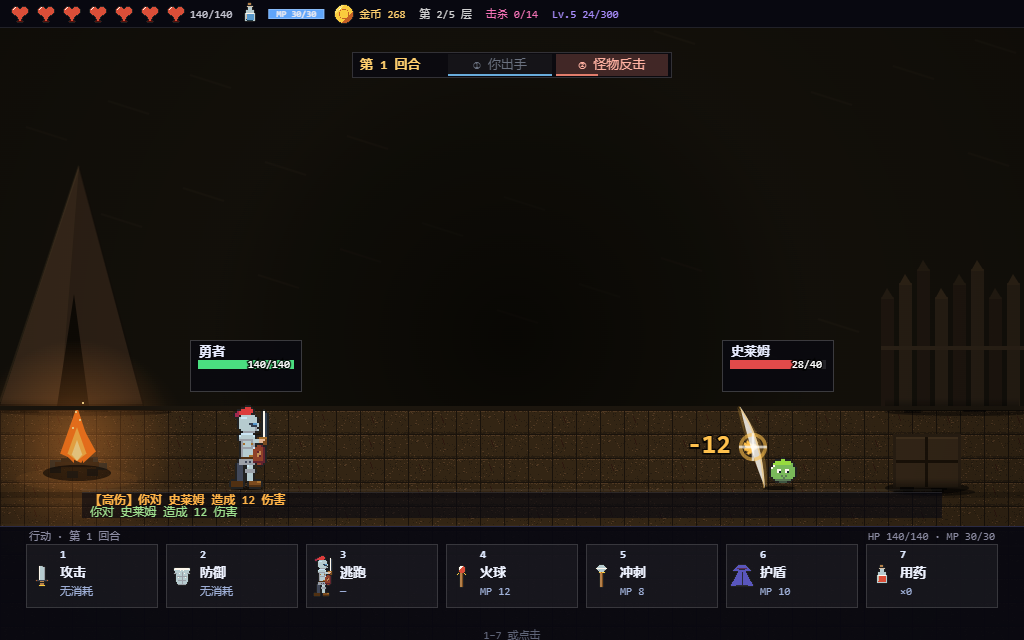 140/140 MP 30/30 金币 268 第 2/5 层 击杀 0/14 Lv.5 24/300
第 1 回合 你出手 怪物反击
勇者
140/140
史莱姆
28/40
-12
【高伤】你对 史莱姆 造成 12 伤害
你对 史莱姆 造成 12 伤害
行动 · 第 1 回合
HP 140/140 · MP 30/30
1
攻击
无消耗
2
防御
无消耗
3
逃跑
—
4
火球
MP 12
5
冲刺
MP 8
6
护盾
MP 10
7
用药
×0
1-7 或点击